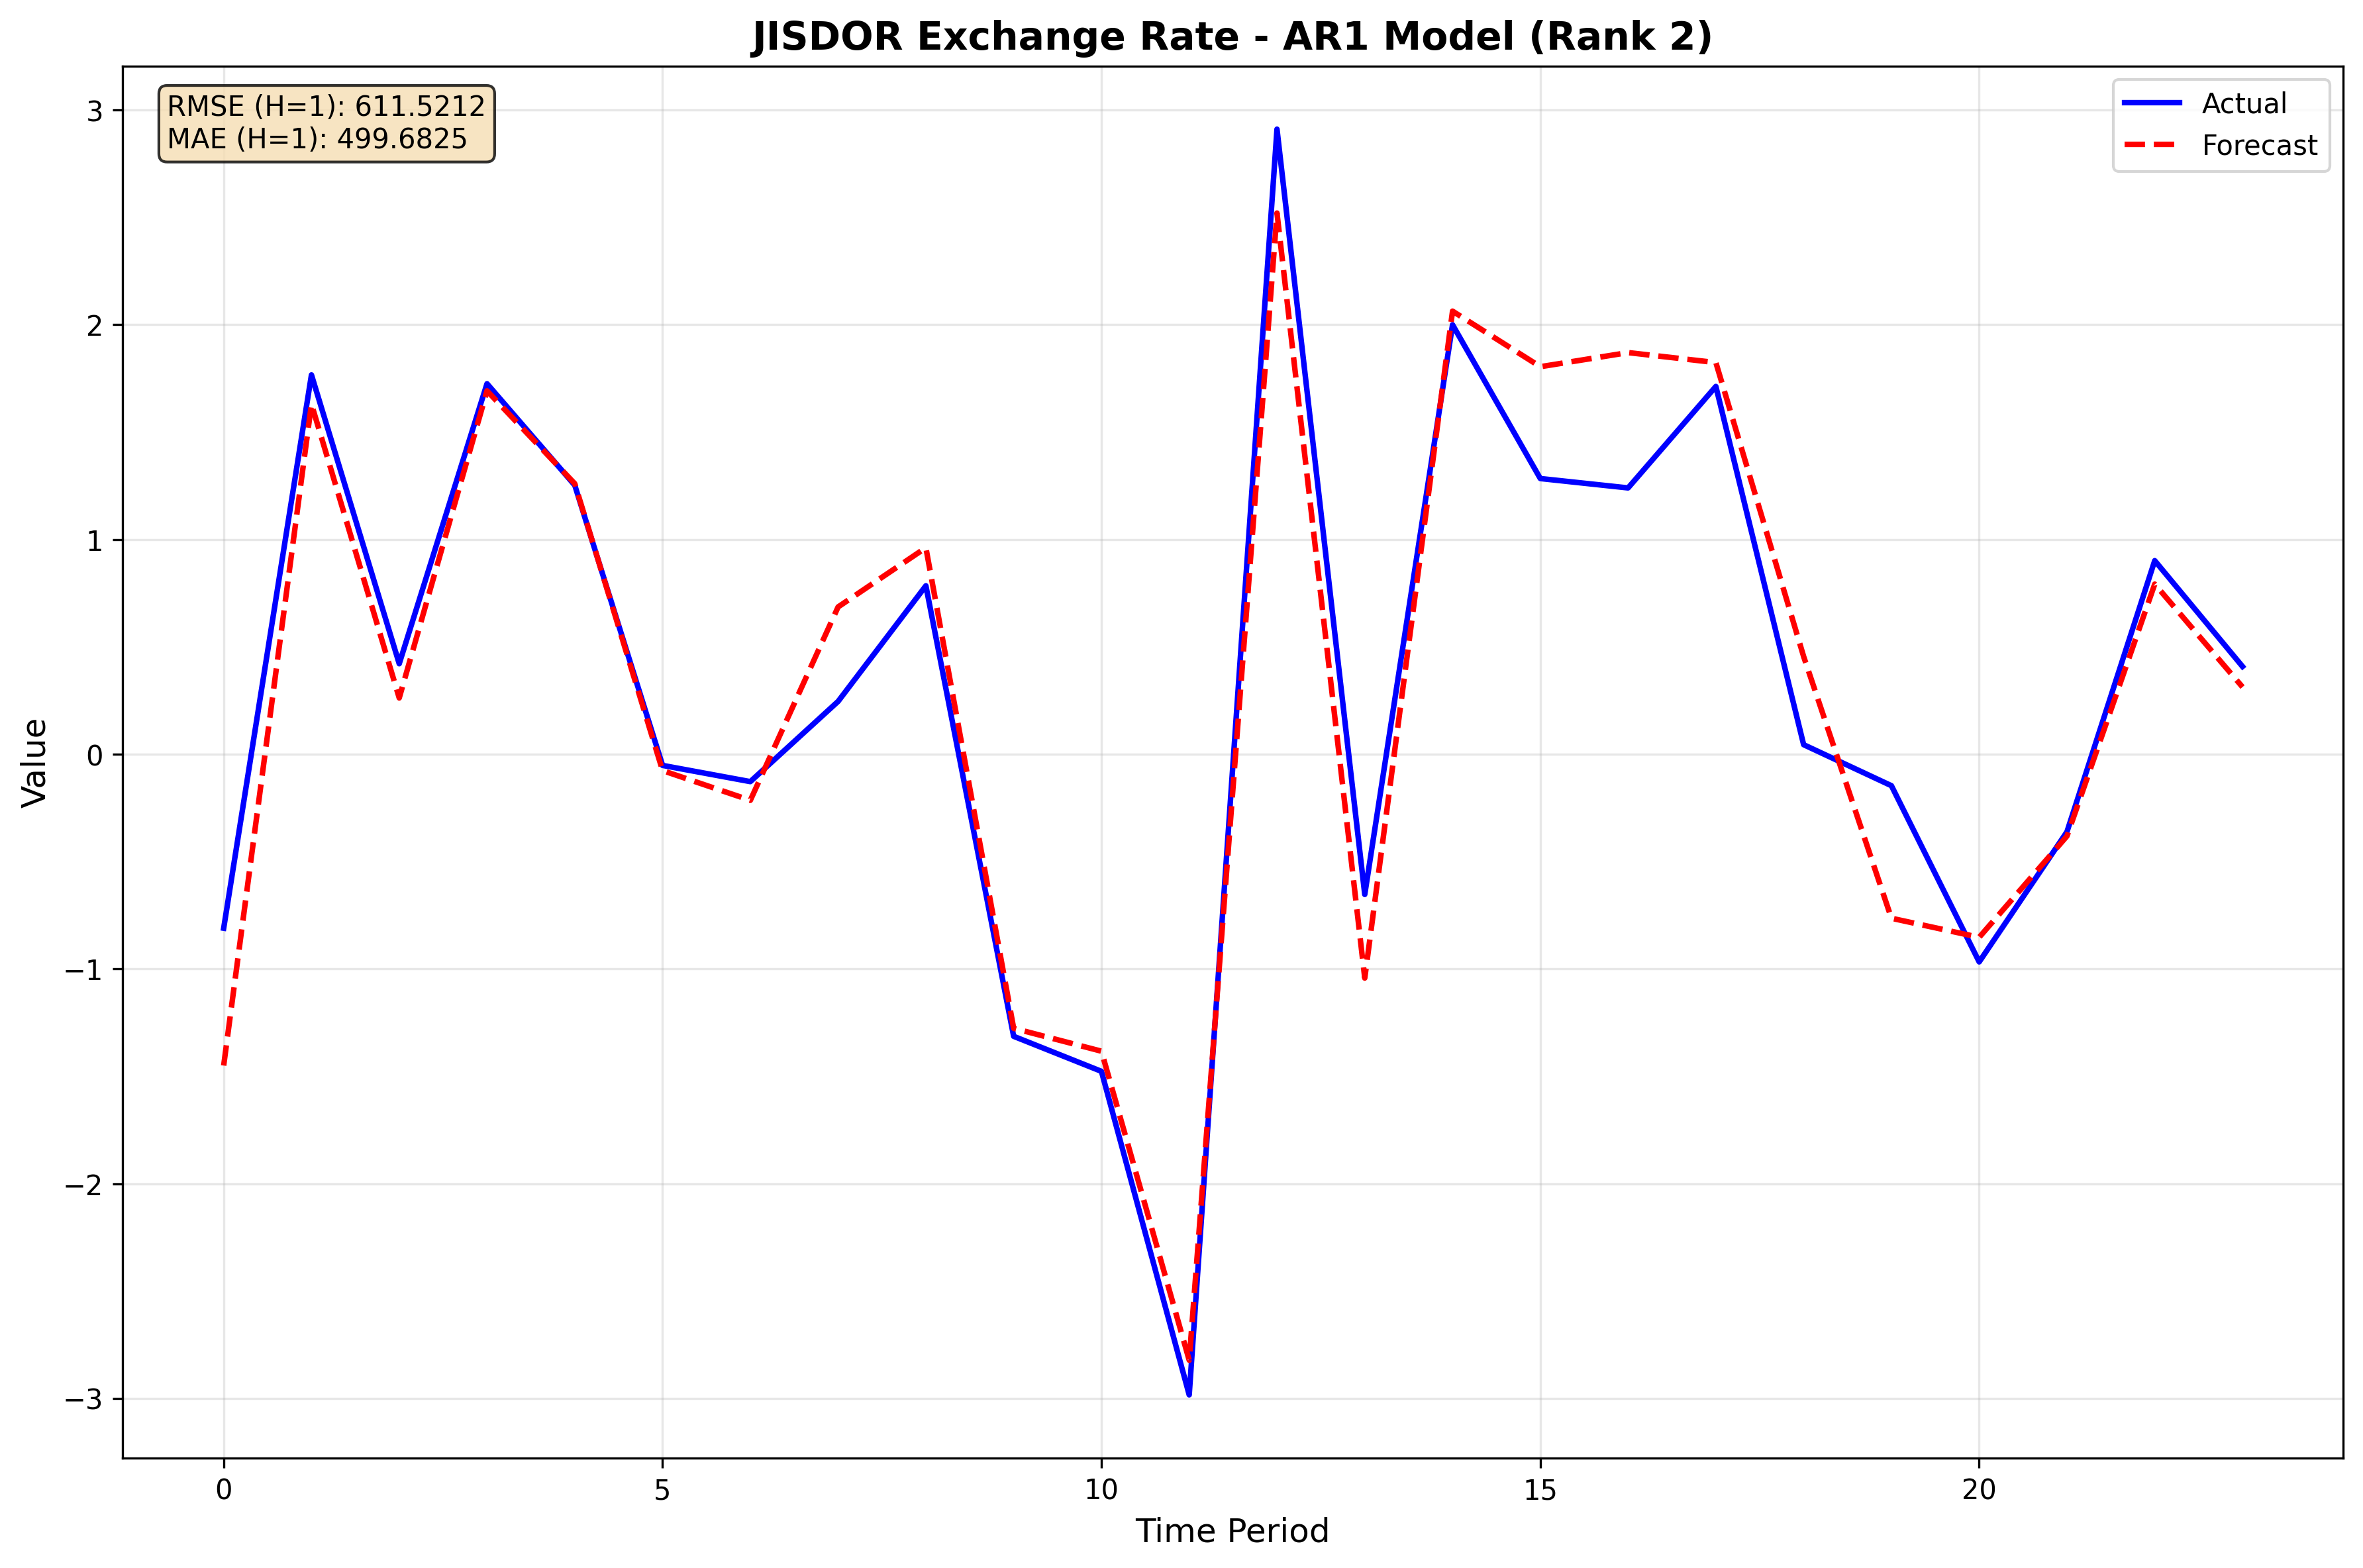 JISDOR Exchange Rate - AR1 Model (Rank 2)
RMSE (H=1): 611.5212
MAE (H=1): 499.6825
Actual
Forecast
3
2
1
0
−1
−2
−3
Value
0
5
10
15
20
Time Period